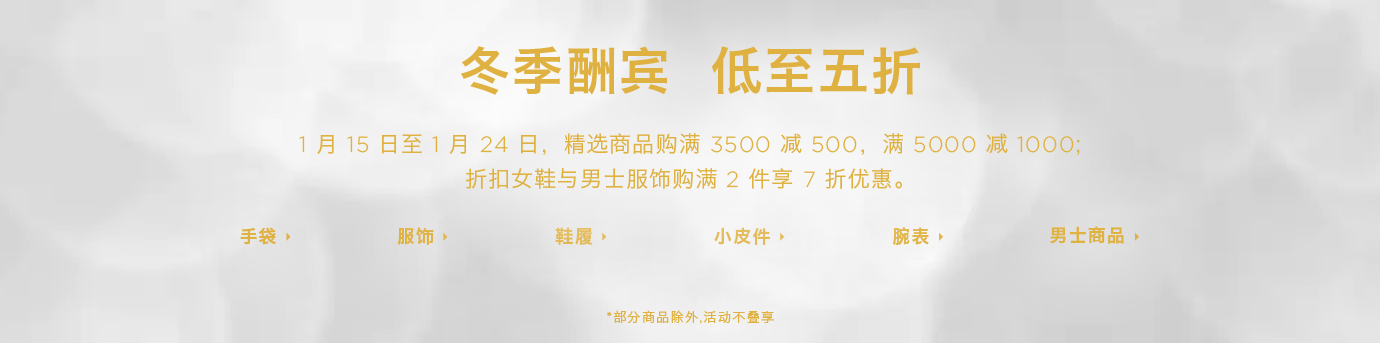 冬季酬宾 低至五折
1 月 15 日至 1 月 24 日，精选商品购满 3500 减 500，满 5000 减 1000;
折扣女鞋与男士服饰购满 2 件享 7 折优惠。
手袋 服饰 鞋履 小皮件 腕表 男士商品
*部分商品除外,活动不叠享